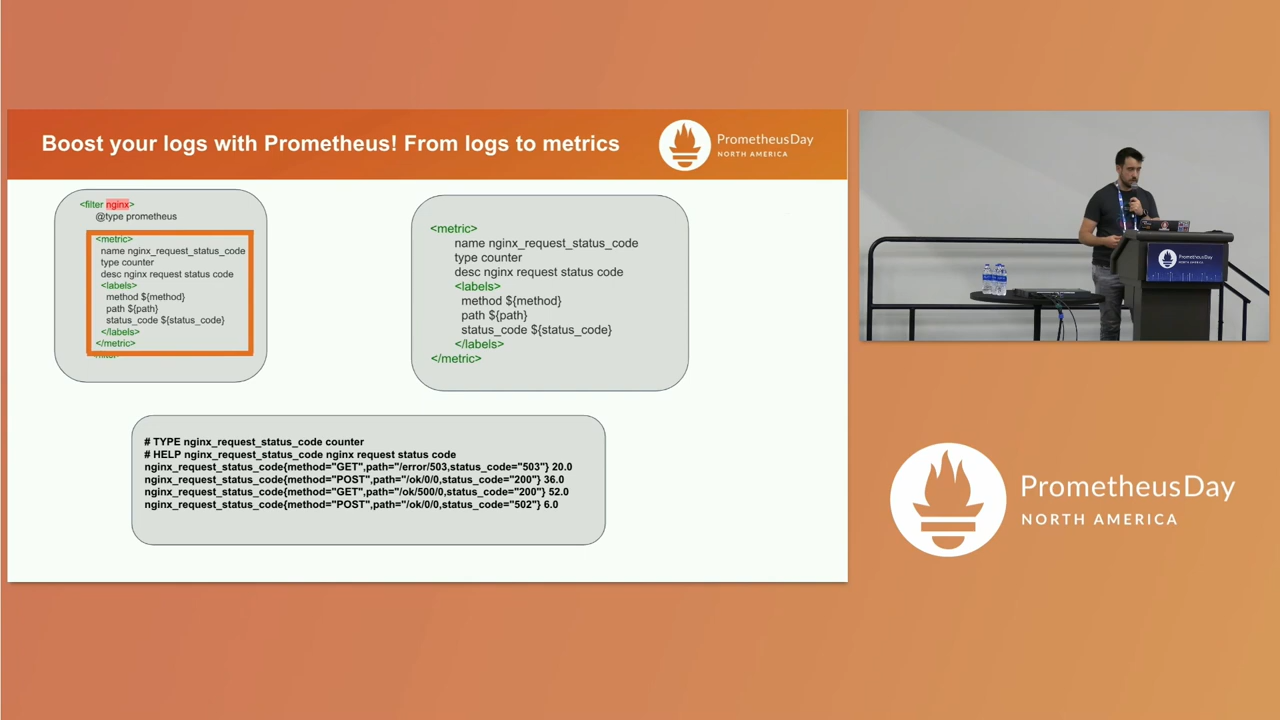 Boost your logs with Prometheus! From logs to metrics
PrometheusDay
NORTH AMERICA
<filter nginx>
@type prometheus
<metric>
name nginx_request_status_code
type counter
desc nginx request status code
<labels>
method ${method}
path ${path}
status_code ${status_code}
</labels>
</metric>
<metric>
name nginx_request_status_code
type counter
desc nginx request status code
<labels>
method ${method}
path ${path}
status_code ${status_code}
</labels>
</metric>
# TYPE nginx_request_status_code counter
# HELP nginx_request_status_code nginx request status code
nginx_request_status_code{method="GET",path="/error/503,status_code="503"} 20.0
nginx_request_status_code{method="POST",path="/ok/0/0,status_code="200"} 36.0
nginx_request_status_code{method="GET",path="/ok/500/0,status_code="200"} 52.0
nginx_request_status_code{method="POST",path="/ok/0/0,status_code="502"} 6.0
PrometheusDay
PrometheusDay
NORTH AMERICA